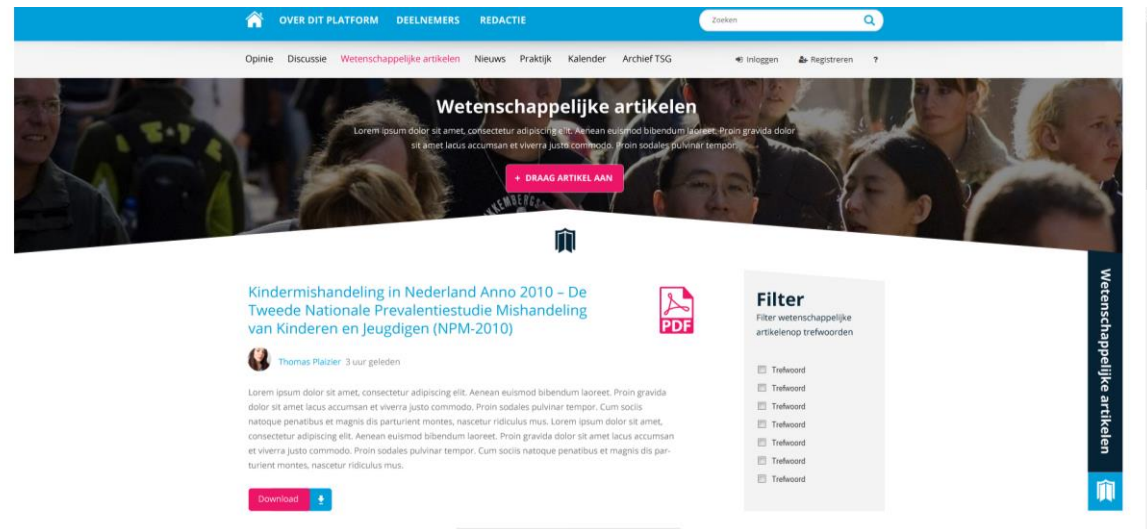 OVER DIT PLATFORM DEELNEMERS REDACTIE
Zoeken
Opinie Discussie Wetenschappelijke artikelen Nieuws Praktijk Kalender Archief TSG
Inloggen Registreren ?
Wetenschappelijke artikelen
Lorem ipsum dolor sit amet, consectetur adipiscing elit. Aenean euismod bibendum laoreet. Proin gravida dolor
sit amet lacus accumsan et viverra justo commodo. Proin sodales pulvinar tempor.
+ DRAAG ARTIKEL AAN
Kindermishandeling in Nederland Anno 2010 – De
Tweede Nationale Prevalentiestudie Mishandeling
van Kinderen en Jeugdigen (NPM-2010)
PDF
Thomas Plaizier 3 uur geleden
Lorem ipsum dolor sit amet, consectetur adipiscing elit. Aenean euismod bibendum laoreet. Proin gravida
dolor sit amet lacus accumsan et viverra justo commodo. Proin sodales pulvinar tempor. Cum sociis
natoque penatibus et magnis dis parturient montes, nascetur ridiculus mus. Lorem ipsum dolor sit amet,
consectetur adipiscing elit. Aenean euismod bibendum laoreet. Proin gravida dolor sit amet lacus accumsan
et viverra justo commodo. Proin sodales pulvinar tempor. Cum sociis natoque penatibus et magnis dis par-
turient montes, nascetur ridiculus mus.
Download
Filter
Filter wetenschappelijke
artikelenop trefwoorden
Trefwoord
Trefwoord
Trefwoord
Trefwoord
Trefwoord
Trefwoord
Trefwoord
Wetenschappelijke artikelen